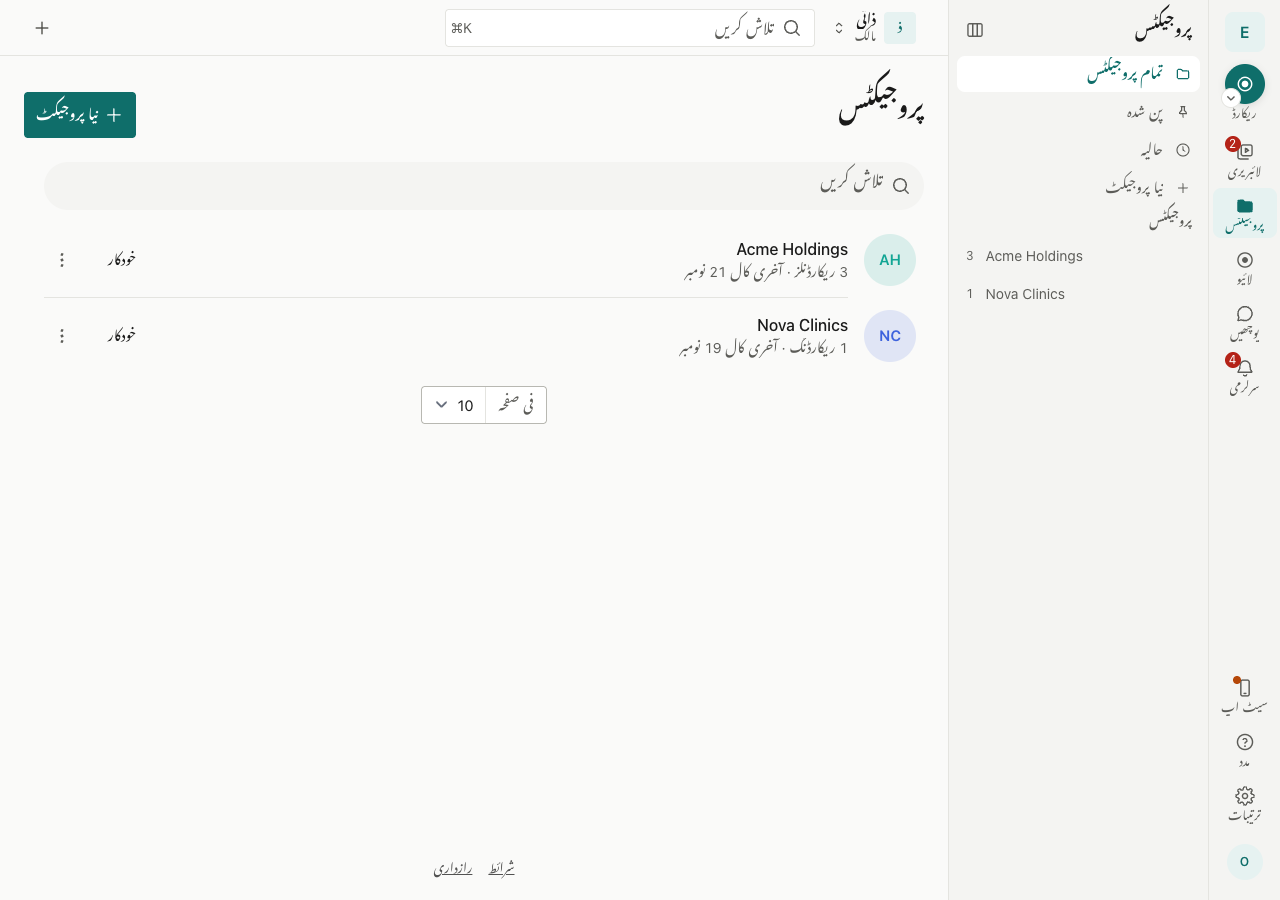 E
ریکارڈ
2
لائبریری
پروجیکٹس
لائیو
پوچھیں
4
سرگرمی
سیٹ اپ
مدد
ترتیبات
O
پروجیکٹس
تمام پروجیکٹس
پن شدہ
حالیہ
نیا پروجیکٹ
پروجیکٹس
Acme Holdings 3
Nova Clinics 1
ذ
ذاتی
مالک
تلاش کریں ⌘K
پروجیکٹس
نیا پروجیکٹ
تلاش کریں
AH
Acme Holdings
3 ریکارڈنگز · آخری کال 21 نومبر
خودکار
NC
Nova Clinics
1 ریکارڈنگ · آخری کال 19 نومبر
خودکار
فی صفحہ 10
شرائط رازداری